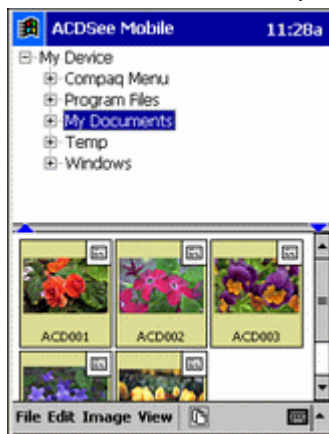 ACDSee Mobile 11:28a
My Device
Compaq Menu
Program Files
My Documents
Temp
Windows
ACD001 ACD002 ACD003
File Edit Image View